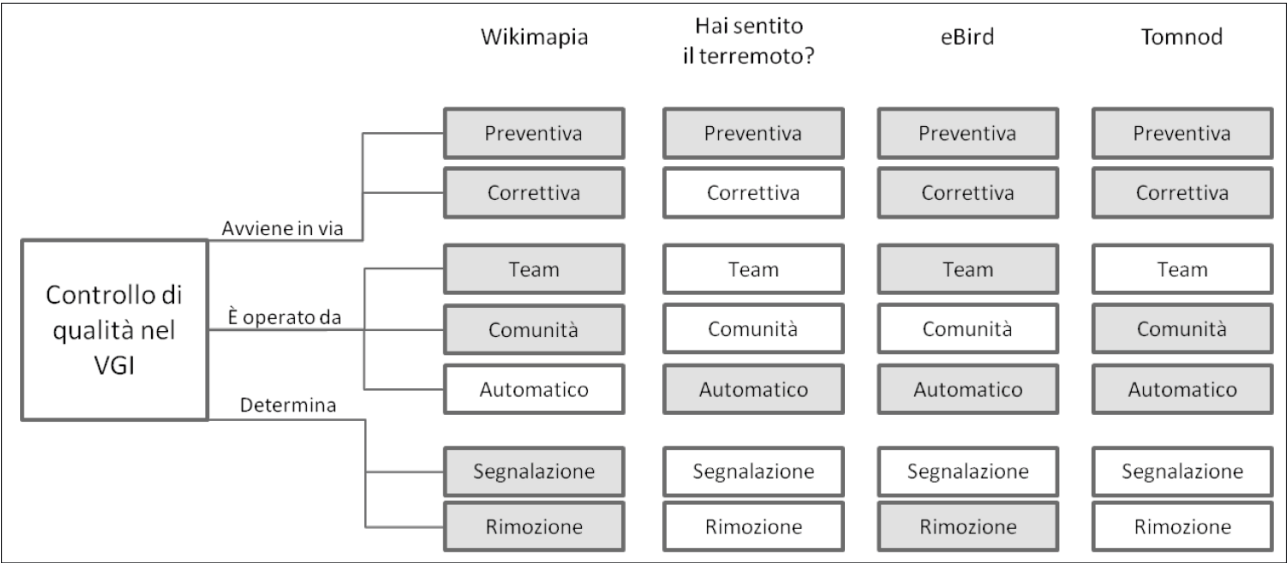 Wikimapia
Hai sentito
il terremoto?
eBird
Tomnod
Preventiva
Preventiva
Preventiva
Preventiva
Correttiva
Correttiva
Correttiva
Correttiva
Avviene in via
Team
Team
Team
Team
Controllo di
qualità nel
VGI
È operato da
Comunità
Comunità
Comunità
Comunità
Automatico
Automatico
Automatico
Automatico
Determina
Segnalazione
Segnalazione
Segnalazione
Segnalazione
Rimozione
Rimozione
Rimozione
Rimozione